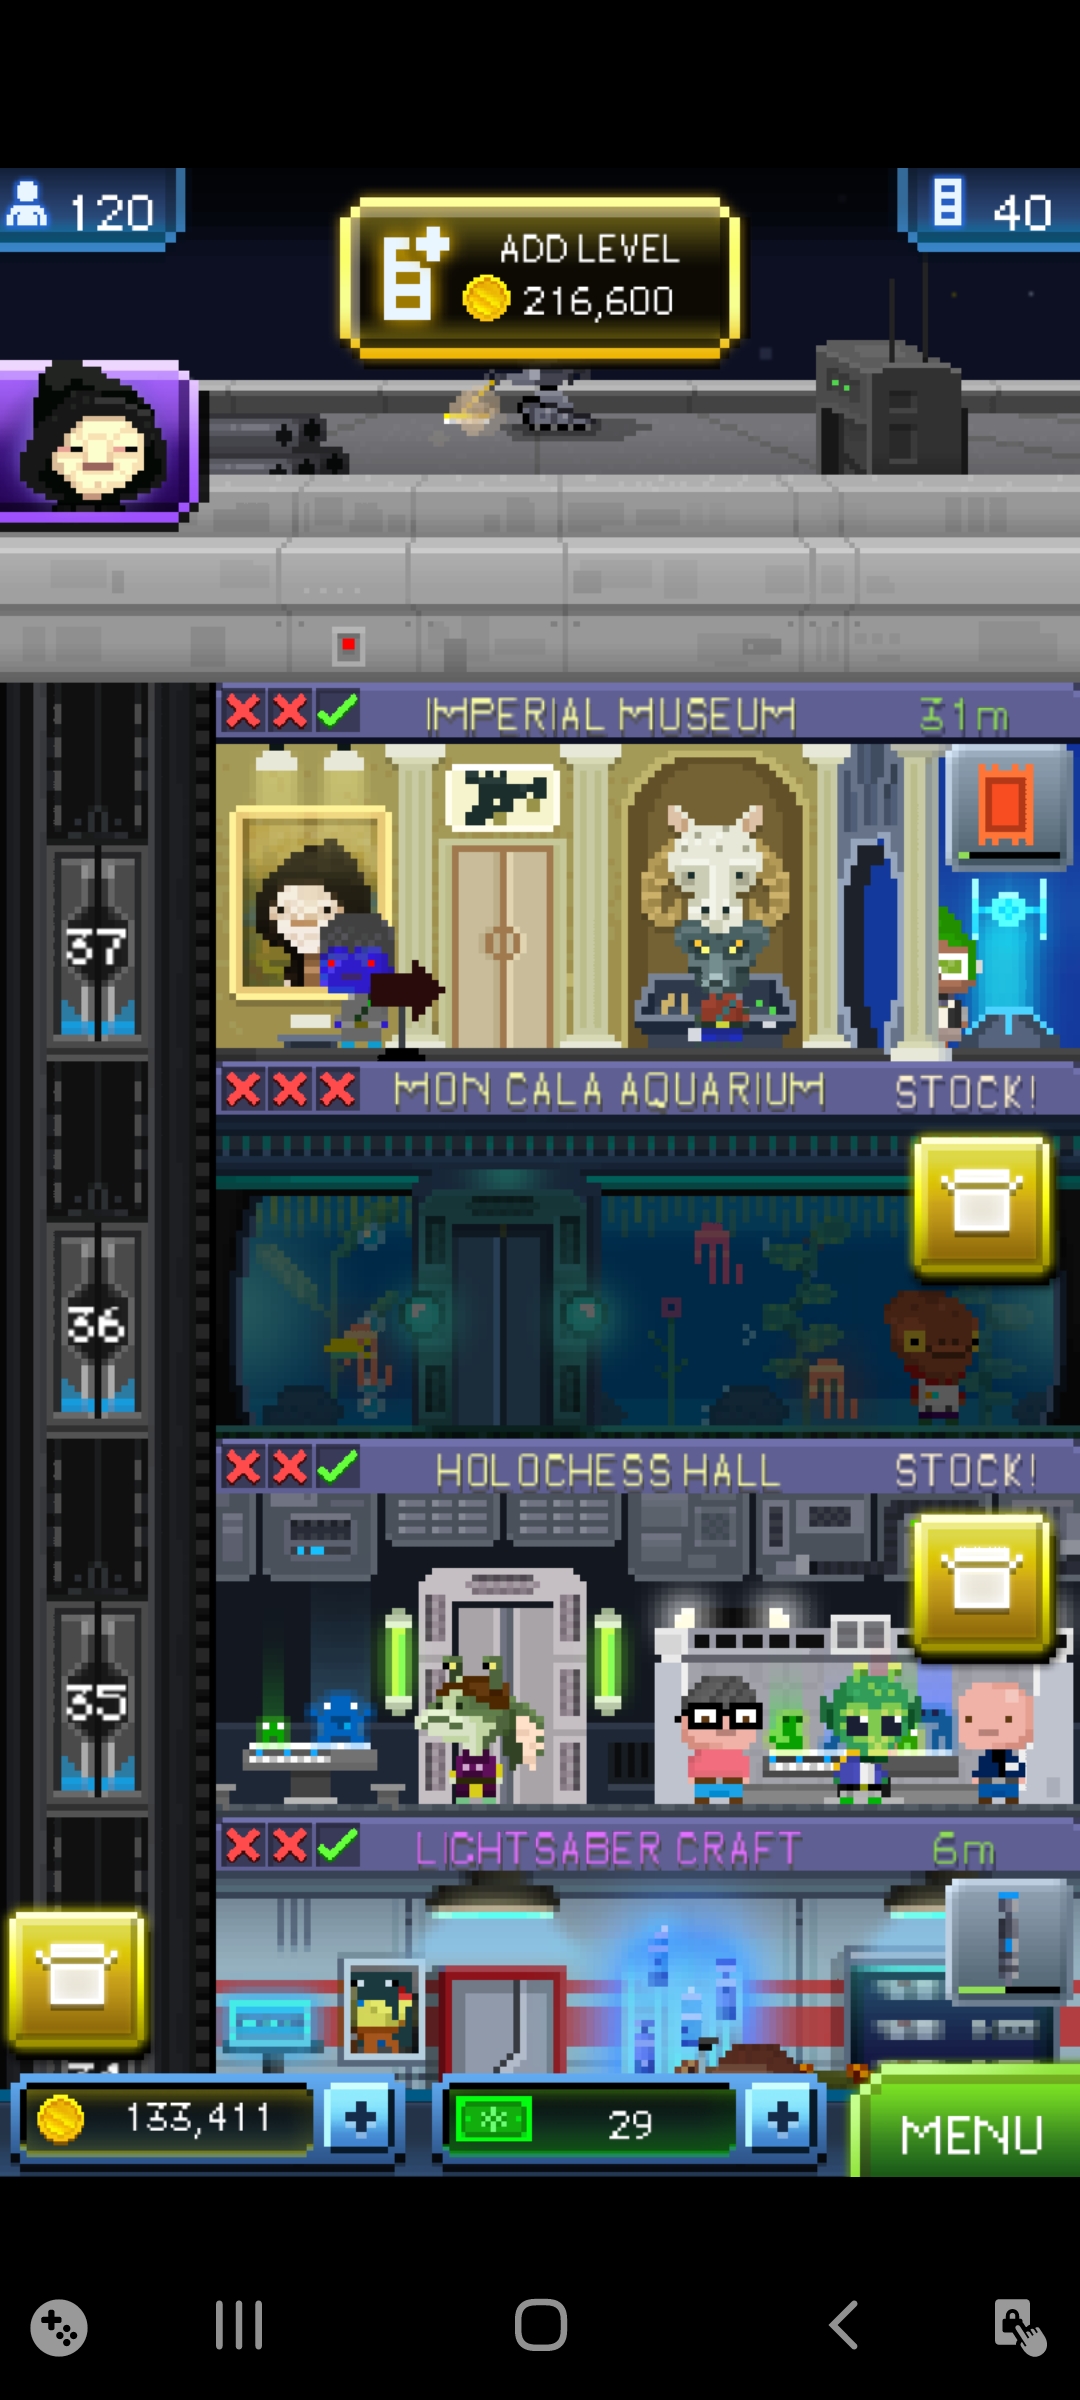 120
ADD LEVEL
216,600
40
IMPERIAL MUSEUM 31m
37
MON CALA AQUARIUM STOCK!
36
HOLOCHESS HALL STOCK!
35
LIGHTSABER CRAFT 6m
133,411
29
MENU